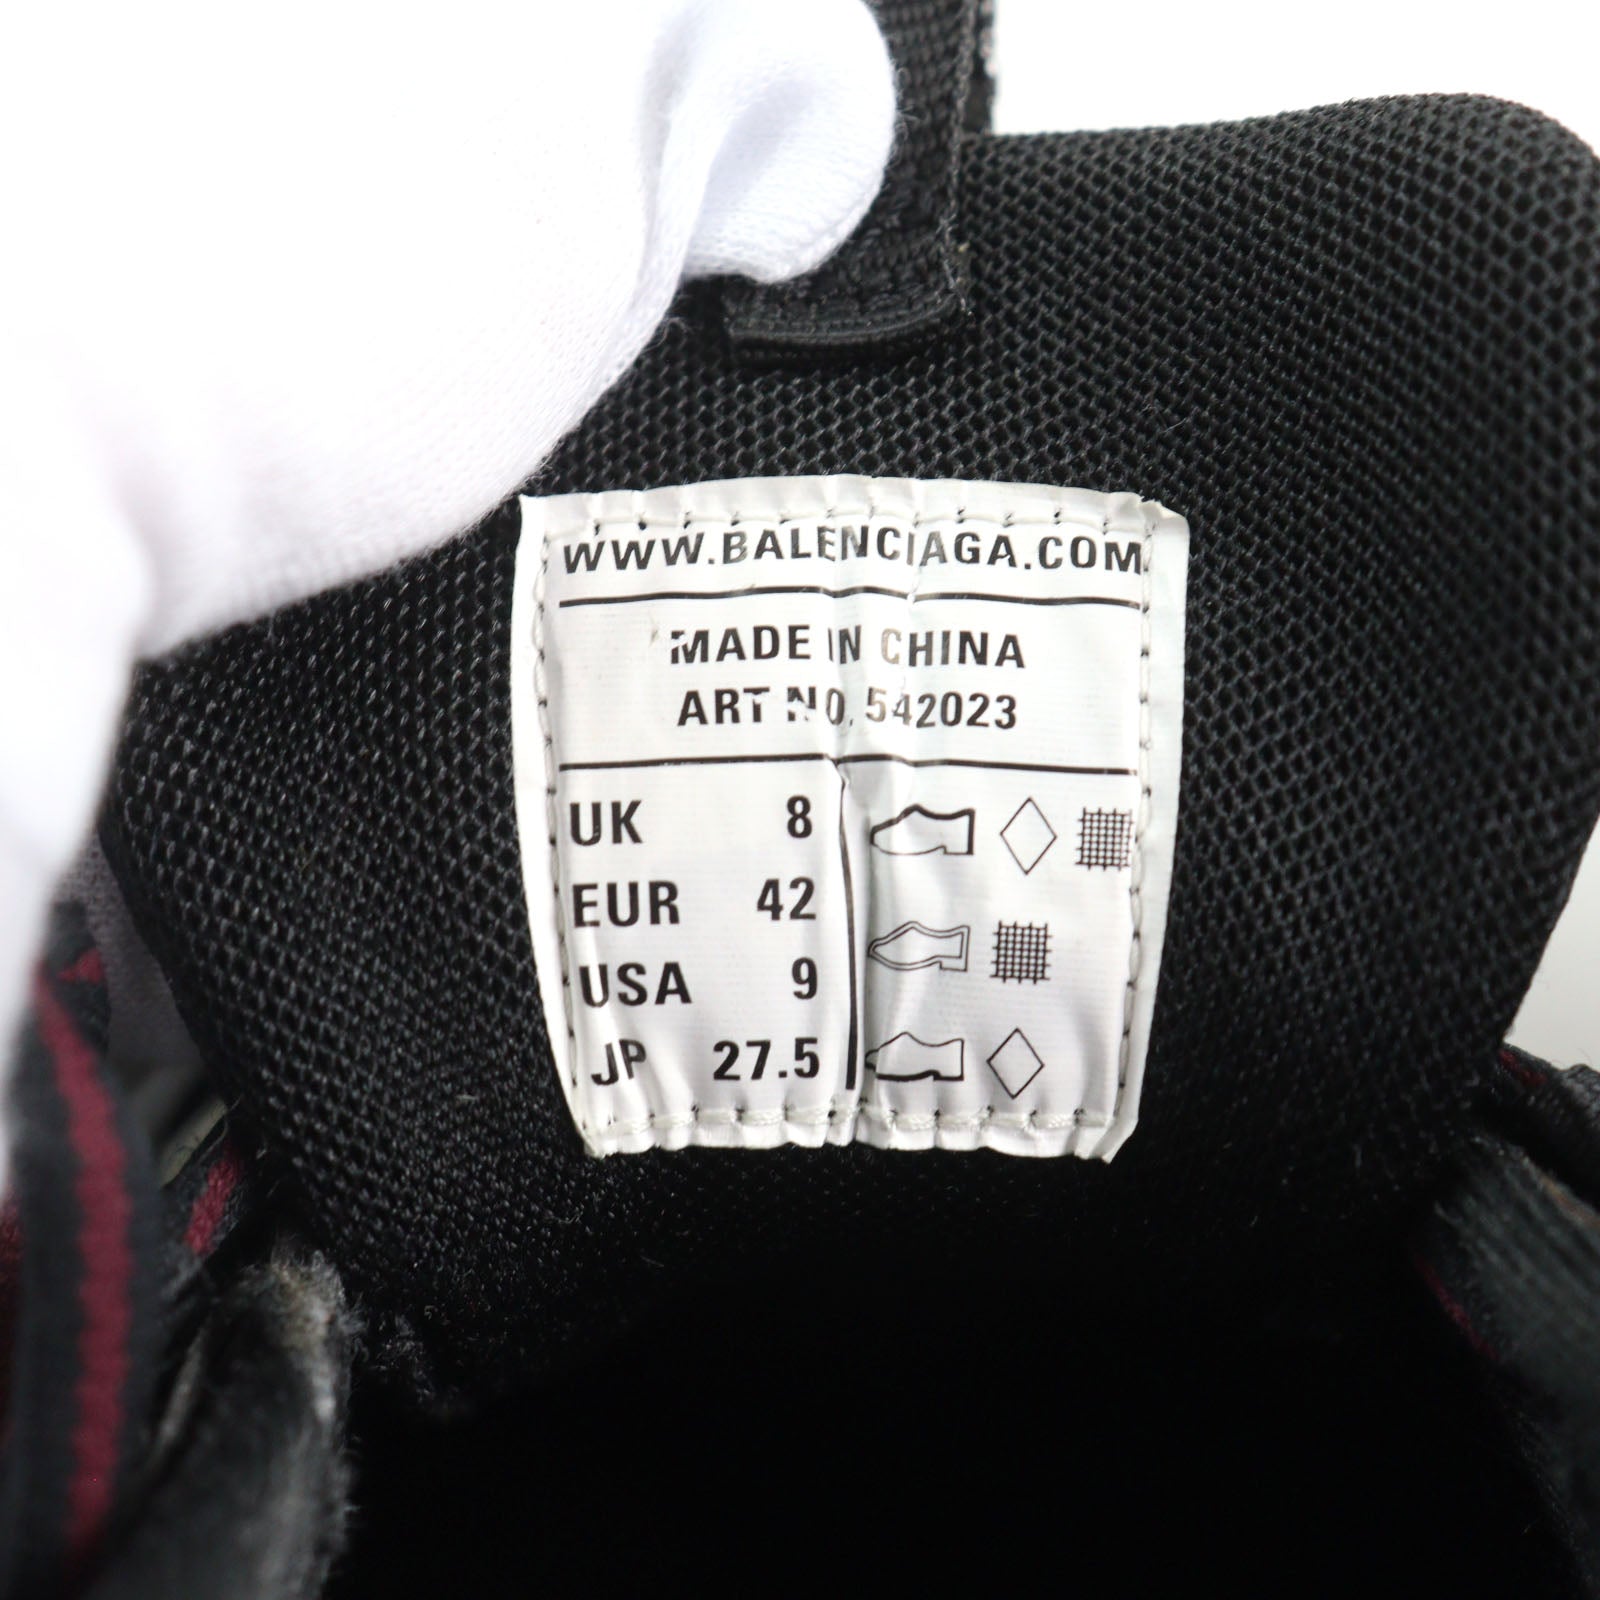 WWW.BALENCIAGA.COM
MADE IN CHINA
ART NO. 542023
UK 8
EUR 42
USA 9
JP 27.5